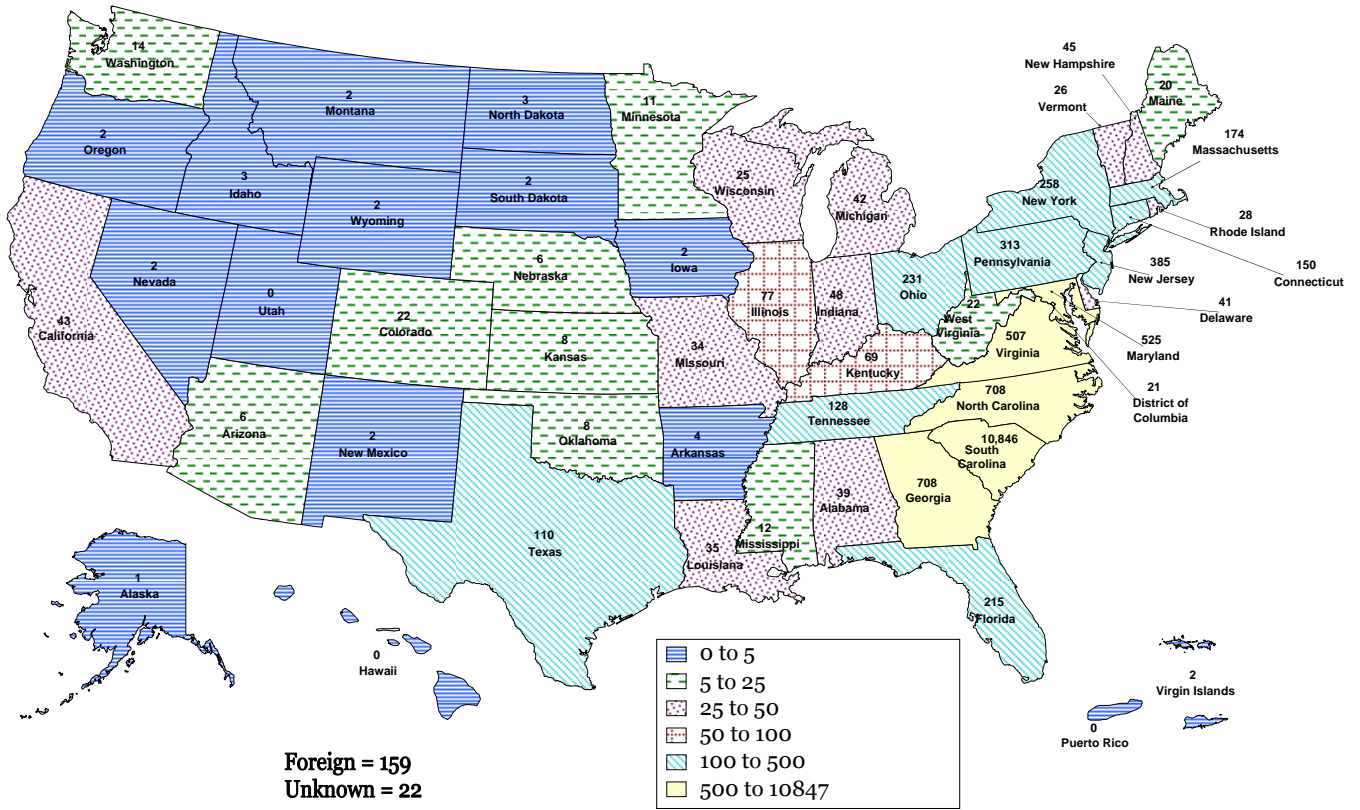 14
Washington
2
Oregon
43
California
2
Nevada
3
Idaho
2
Montana
2
Wyoming
0
Utah
22
Colorado
6
Arizona
2
New Mexico
3
North Dakota
2
South Dakota
6
Nebraska
8
Kansas
8
Oklahoma
110
Texas
11
Minnesota
2
Iowa
34
Missouri
4
Arkansas
35
Louisiana
25
Wisconsin
77
Illinois
42
Michigan
48
Indiana
231
Ohio
69
Kentucky
128
Tennessee
12
Mississippi
39
Alabama
708
Georgia
215
Florida
10,846
South
Carolina
708
North Carolina
507
Virginia
22
West
Virginia
313
Pennsylvania
258
New York
26
Vermont
45
New Hampshire
20
Maine
174
Massachusetts
28
Rhode Island
150
Connecticut
385
New Jersey
41
Delaware
525
Maryland
21
District of
Columbia
1
Alaska
0
Hawaii
2
Virgin Islands
0
Puerto Rico
0 to 5
5 to 25
25 to 50
50 to 100
100 to 500
500 to 10847
Foreign = 159
Unknown = 22